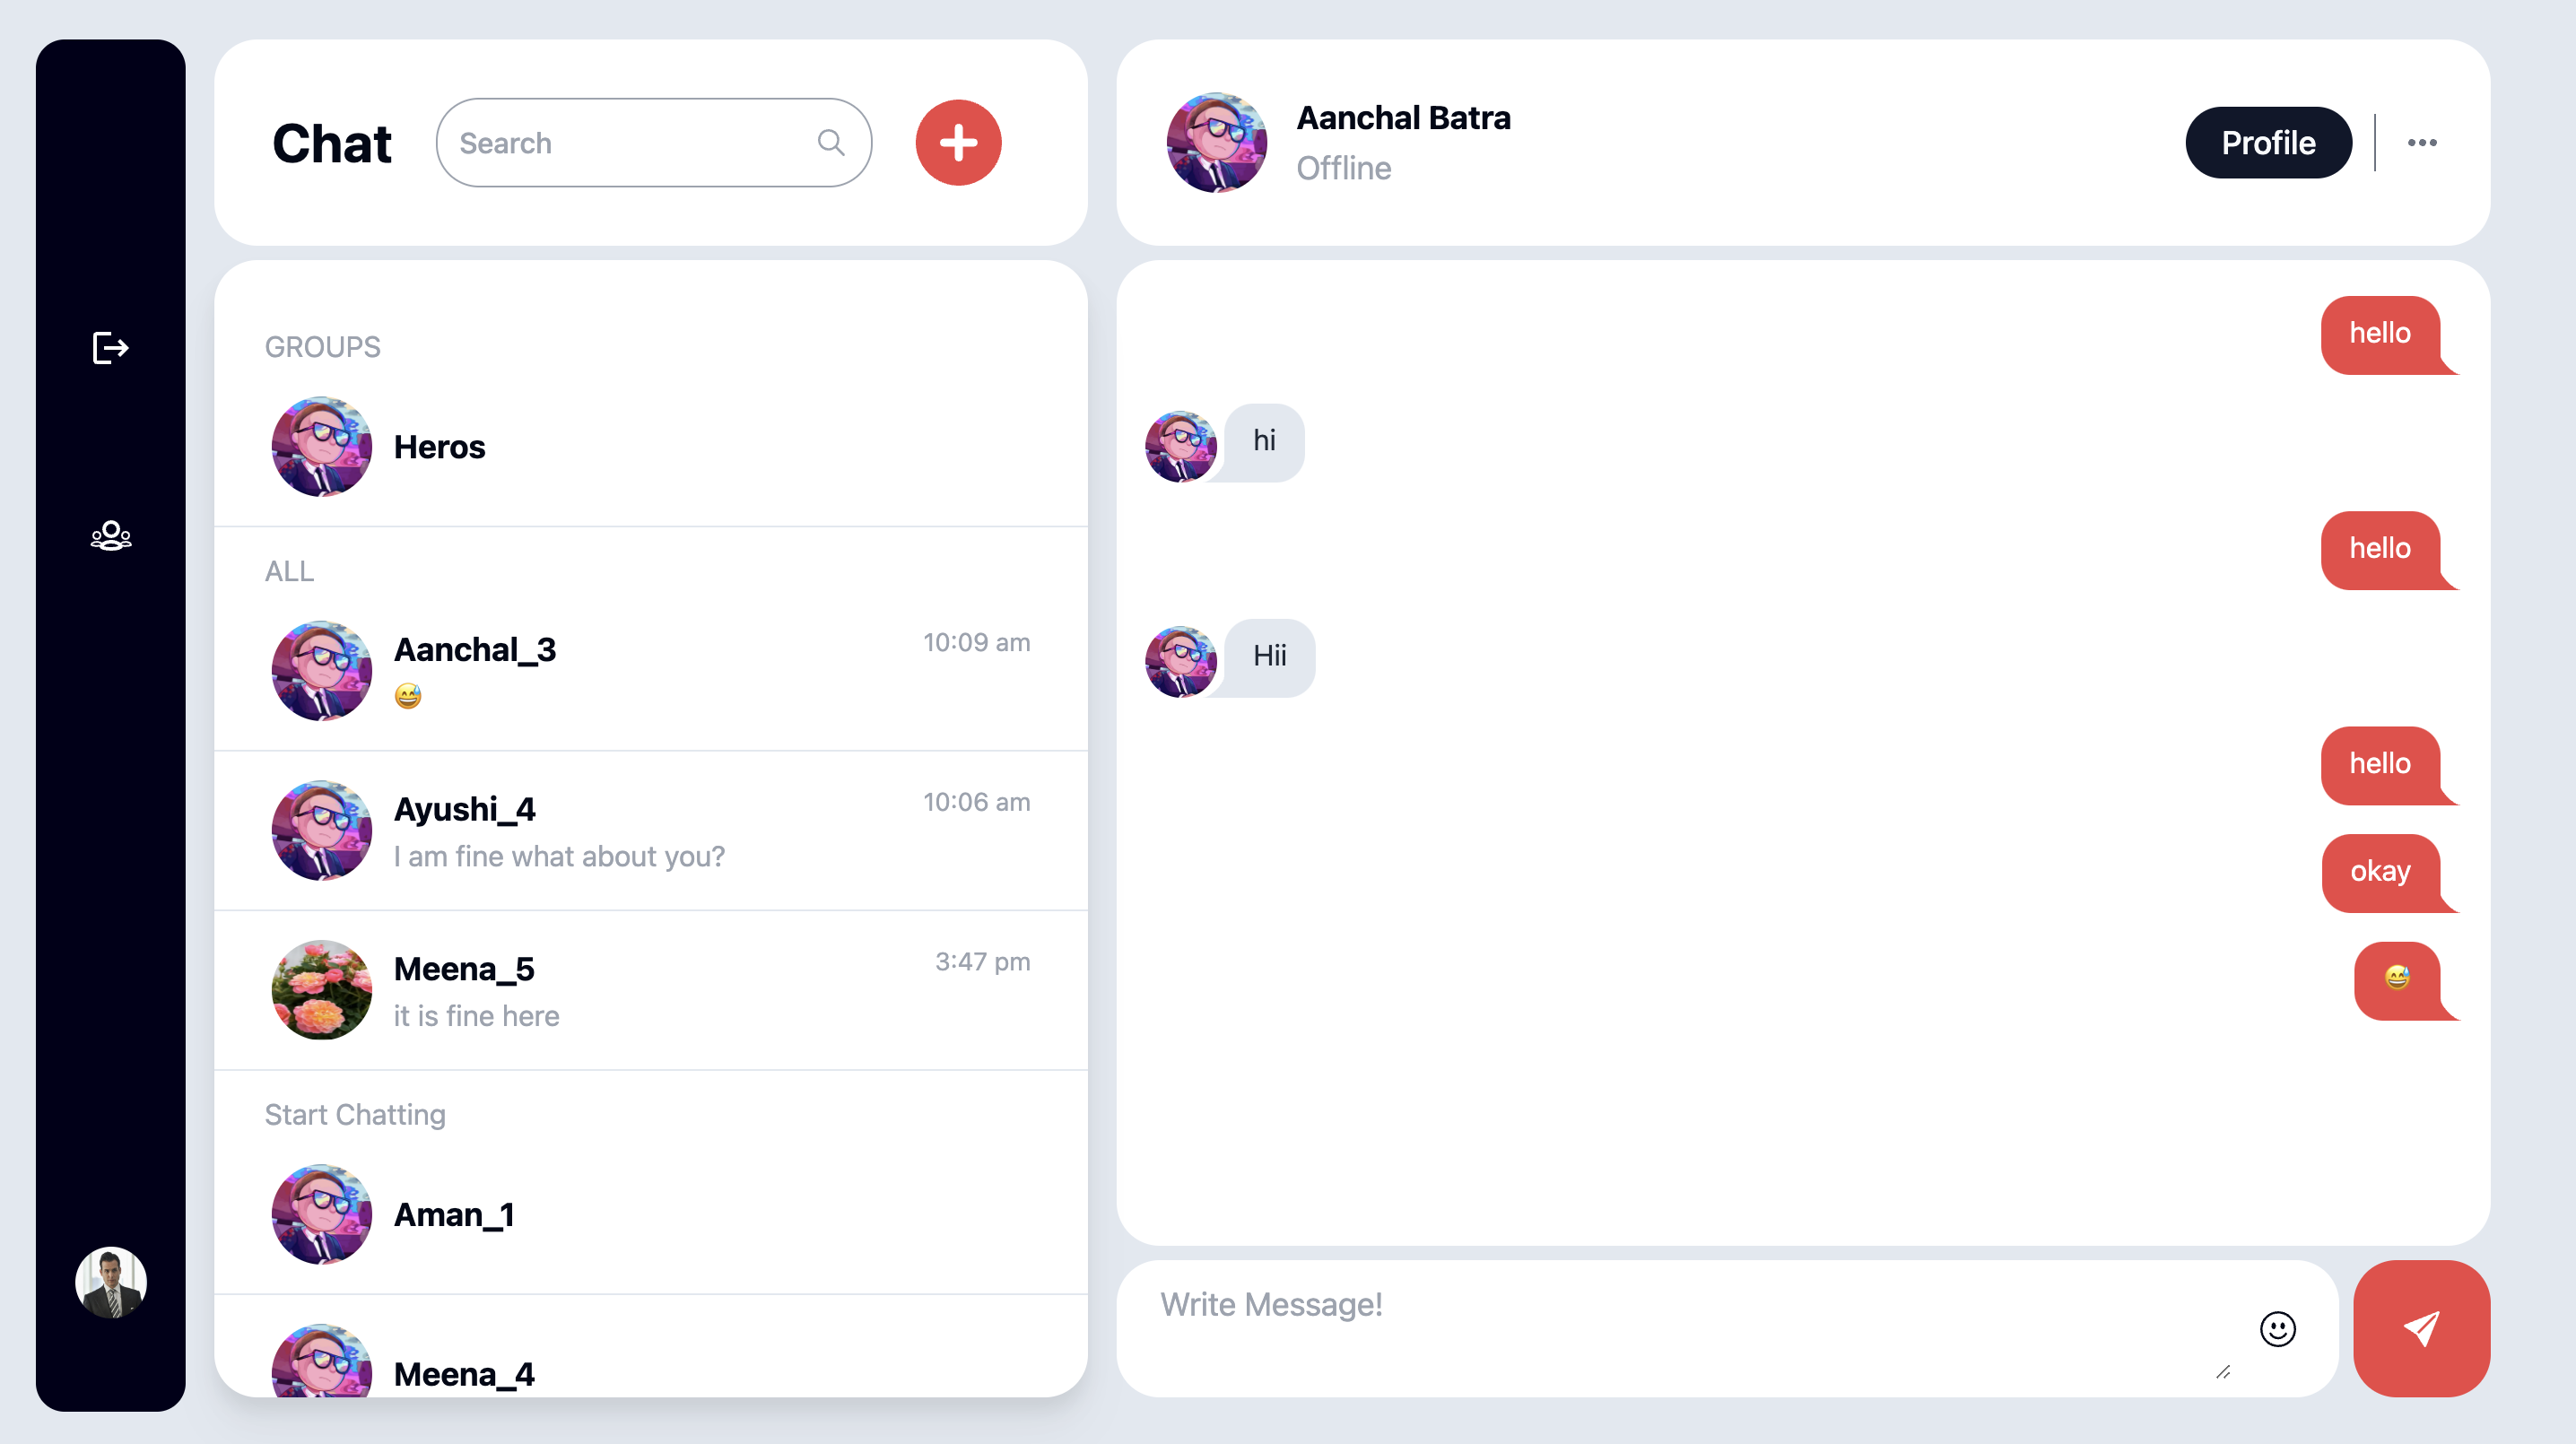 Chat
Search
GROUPS
Heros
ALL
Aanchal_3
10:09 am
😅
Ayushi_4
10:06 am
I am fine what about you?
Meena_5
3:47 pm
it is fine here
Start Chatting
Aman_1
Meena_4
Aanchal Batra
Offline
Profile
hello
hi
hello
Hii
hello
okay
😅
Write Message!